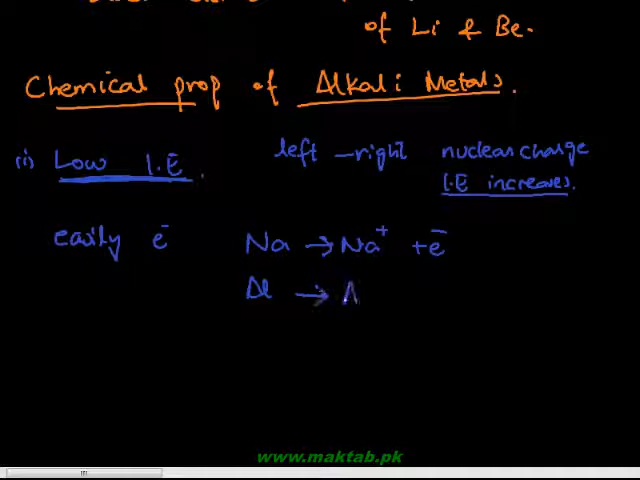 of Li & Be.
Chemical prop of Alkali Metals.
(i) Low I.E. left - right nuclear charge
I.E increases.
easily e⁻ Na → Na⁺ + e⁻
Al → A
www.maktab.pk